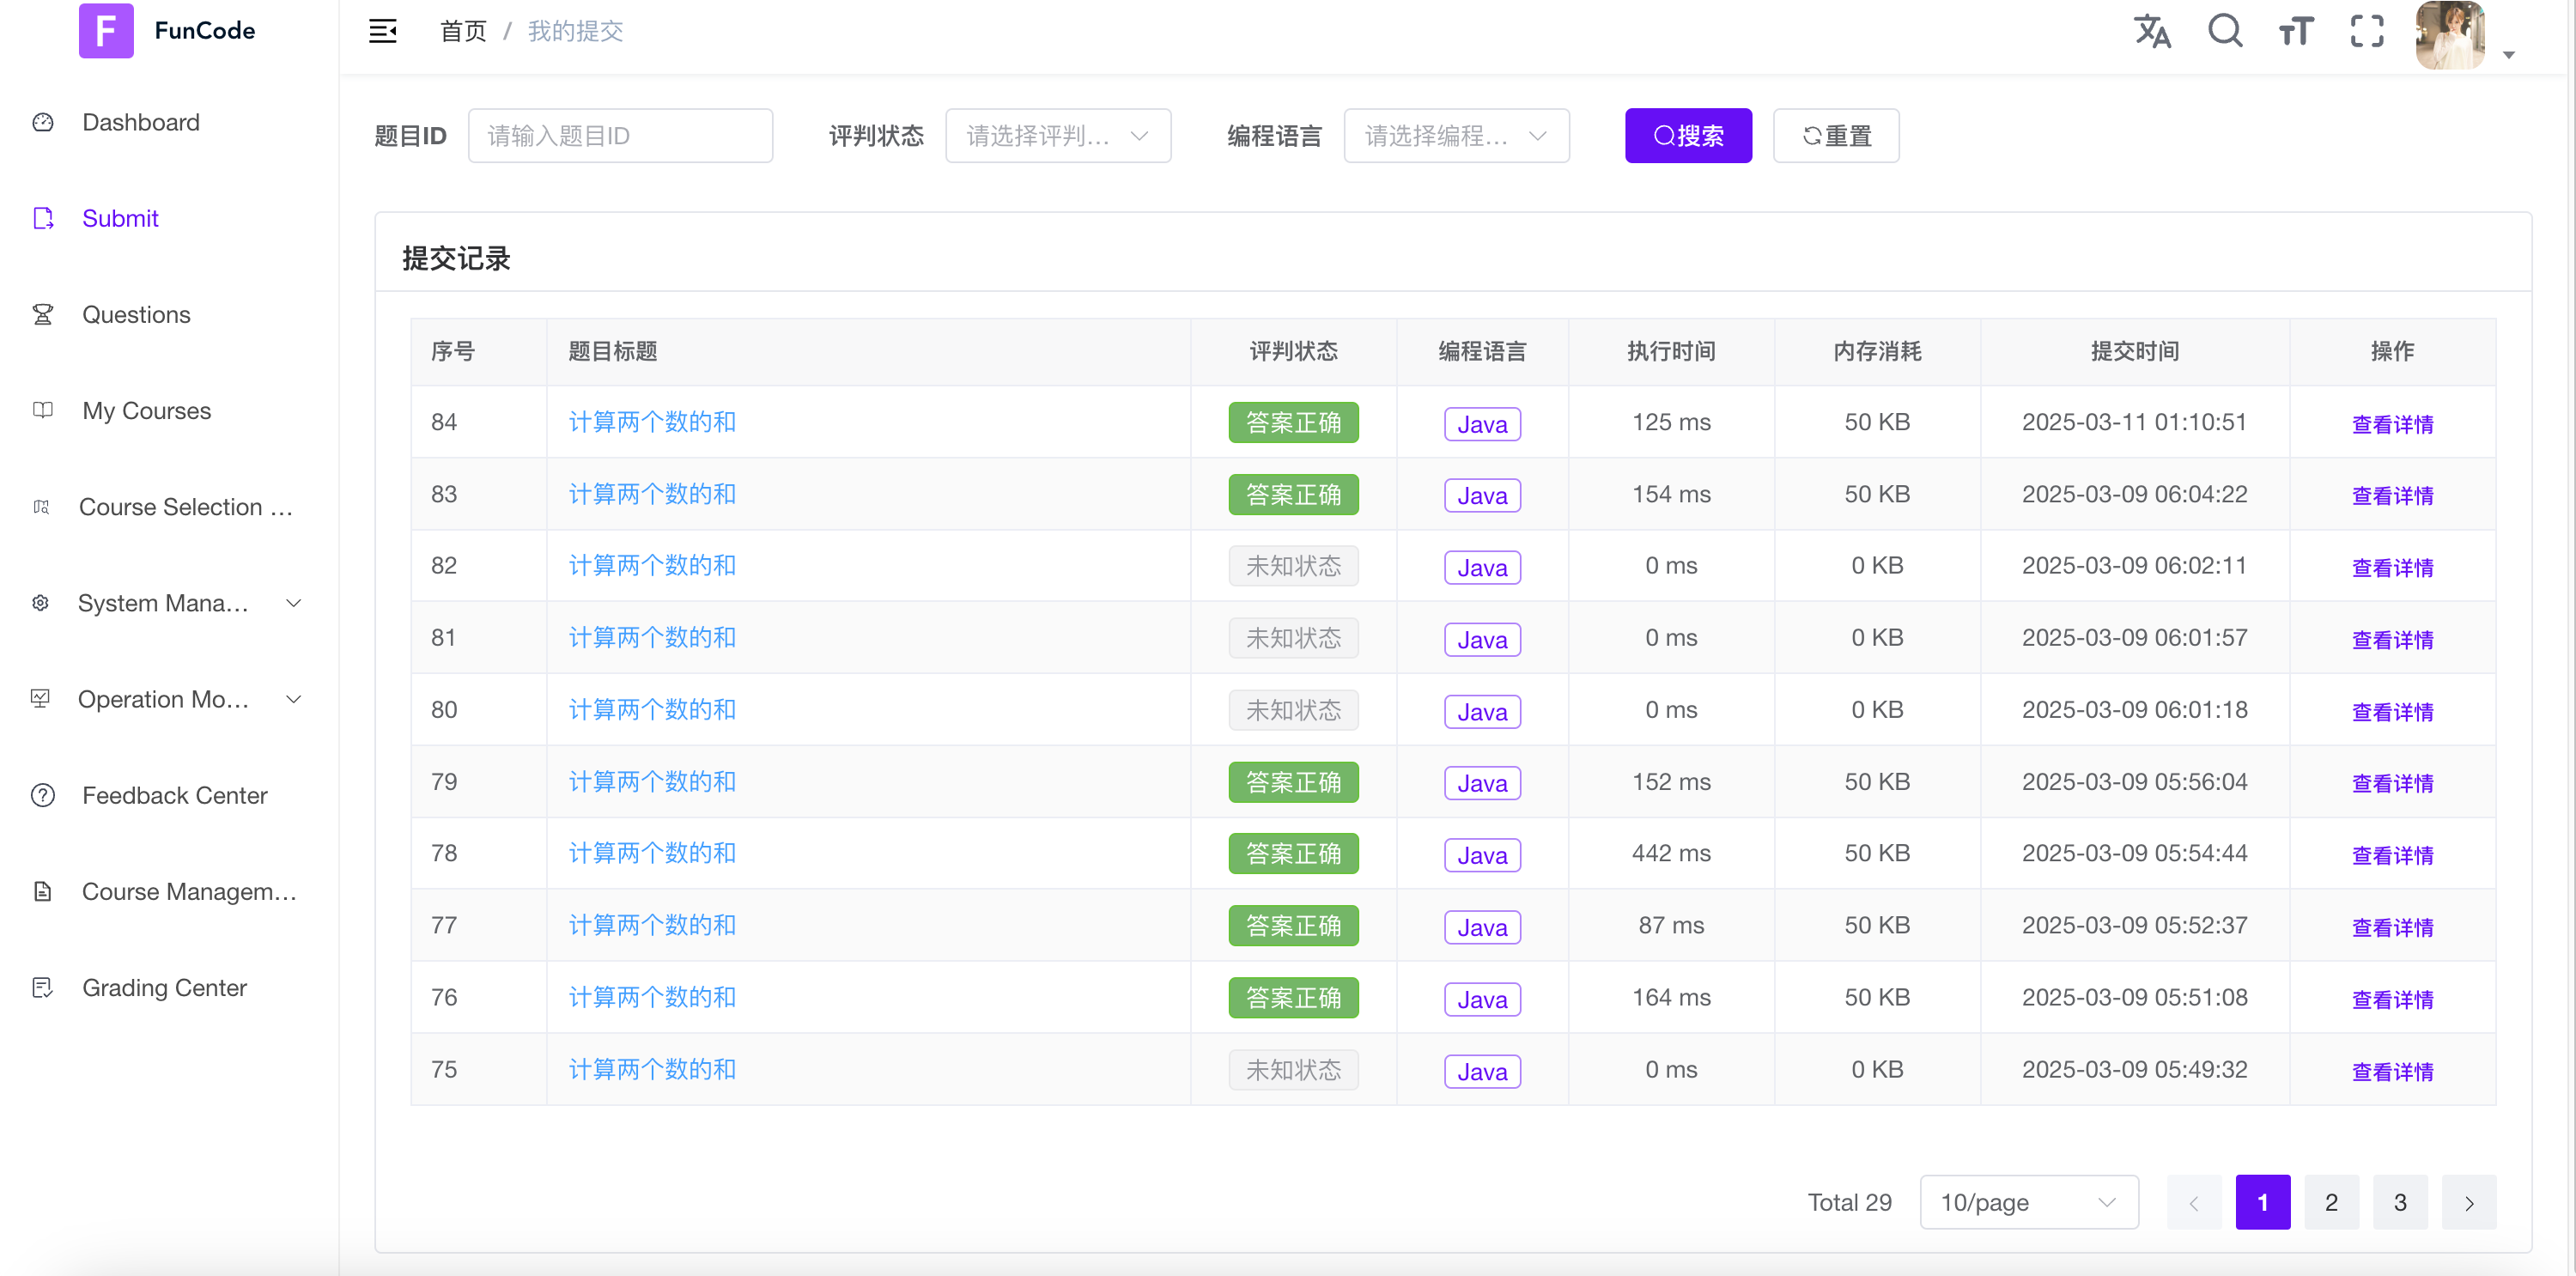 F FunCode
首页 / 我的提交
Dashboard
Submit
Questions
My Courses
Course Selection ...
System Mana...
Operation Mo...
Feedback Center
Course Managem...
Grading Center
题目ID 请输入题目ID 评判状态 请选择评判... 编程语言 请选择编程... 搜索 重置
提交记录
序号 题目标题 评判状态 编程语言 执行时间 内存消耗 提交时间 操作
84 计算两个数的和 答案正确 Java 125 ms 50 KB 2025-03-11 01:10:51 查看详情
83 计算两个数的和 答案正确 Java 154 ms 50 KB 2025-03-09 06:04:22 查看详情
82 计算两个数的和 未知状态 Java 0 ms 0 KB 2025-03-09 06:02:11 查看详情
81 计算两个数的和 未知状态 Java 0 ms 0 KB 2025-03-09 06:01:57 查看详情
80 计算两个数的和 未知状态 Java 0 ms 0 KB 2025-03-09 06:01:18 查看详情
79 计算两个数的和 答案正确 Java 152 ms 50 KB 2025-03-09 05:56:04 查看详情
78 计算两个数的和 答案正确 Java 442 ms 50 KB 2025-03-09 05:54:44 查看详情
77 计算两个数的和 答案正确 Java 87 ms 50 KB 2025-03-09 05:52:37 查看详情
76 计算两个数的和 答案正确 Java 164 ms 50 KB 2025-03-09 05:51:08 查看详情
75 计算两个数的和 未知状态 Java 0 ms 0 KB 2025-03-09 05:49:32 查看详情
Total 29 10/page 1 2 3